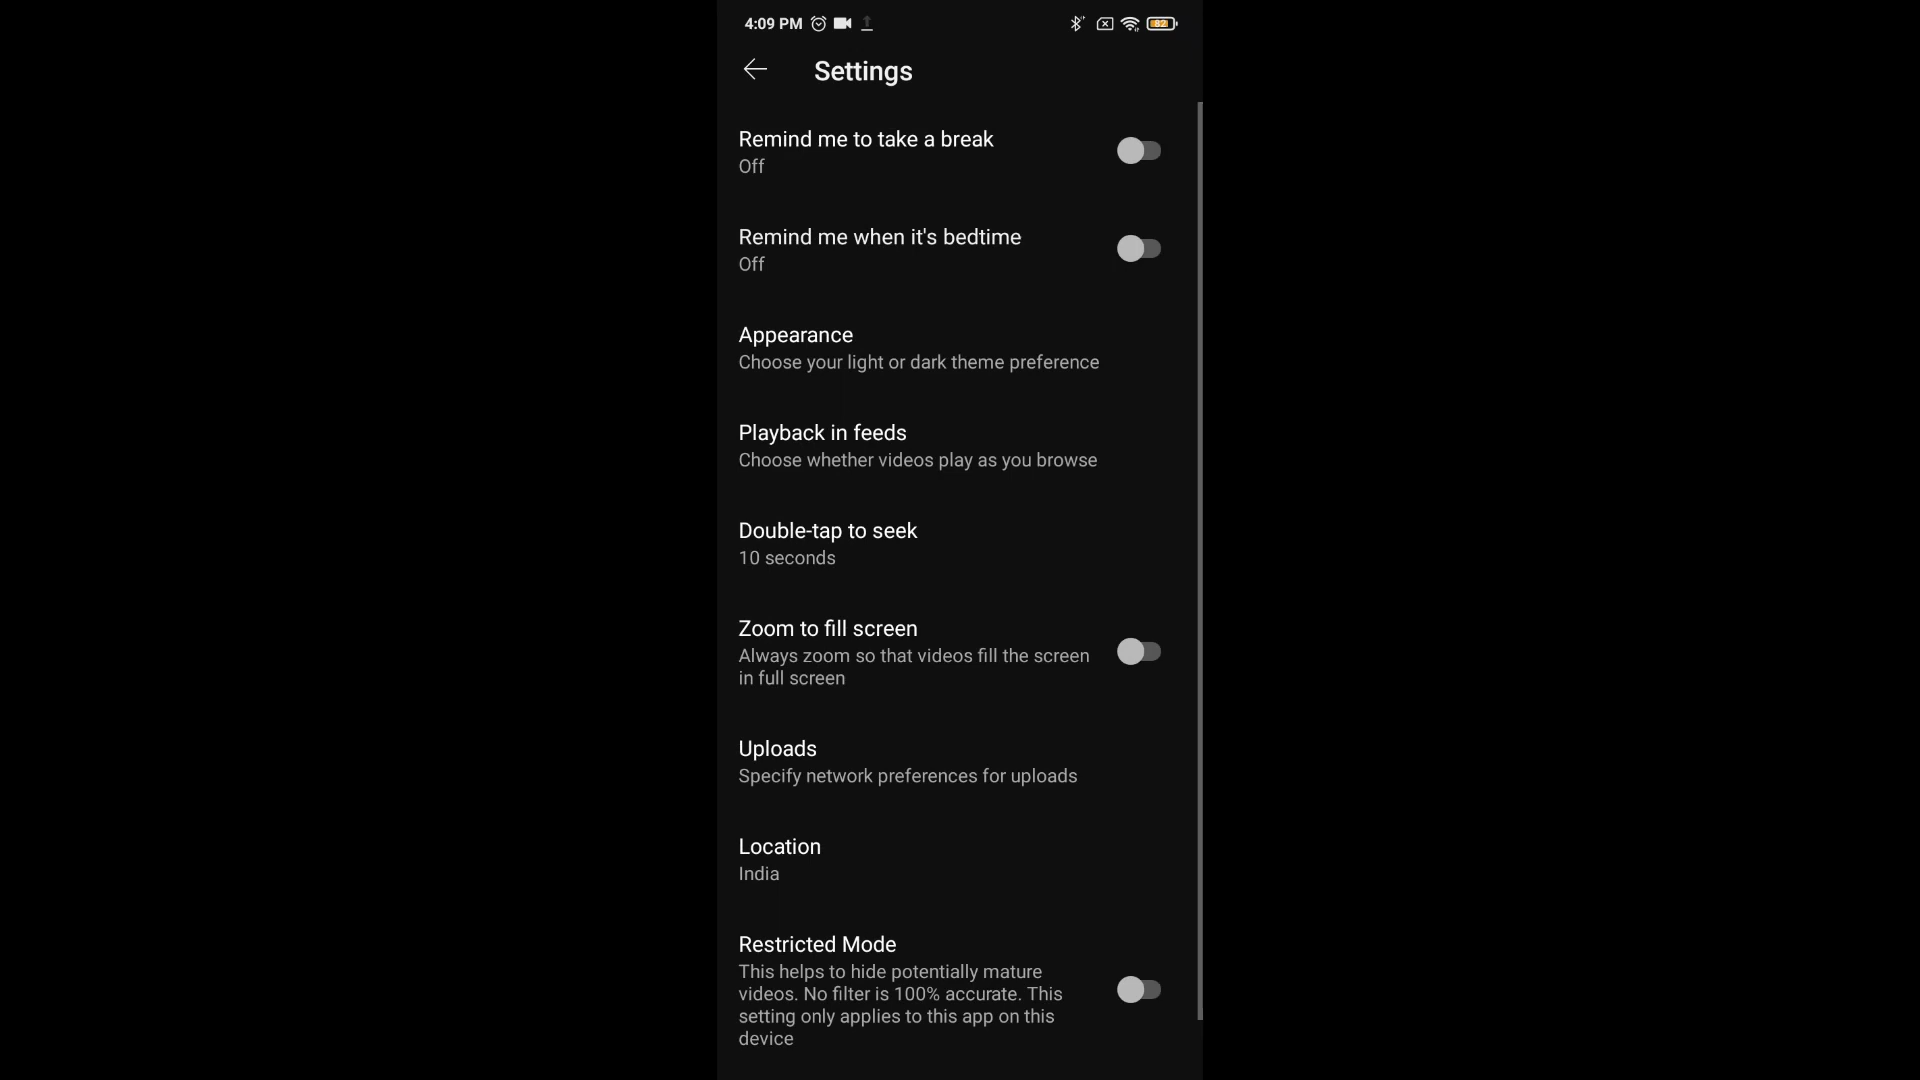 4:09 PM
82
Settings
Remind me to take a break
Off
Remind me when it's bedtime
Off
Appearance
Choose your light or dark theme preference
Playback in feeds
Choose whether videos play as you browse
Double-tap to seek
10 seconds
Zoom to fill screen
Always zoom so that videos fill the screen
in full screen
Uploads
Specify network preferences for uploads
Location
India
Restricted Mode
This helps to hide potentially mature
videos. No filter is 100% accurate. This
setting only applies to this app on this
device